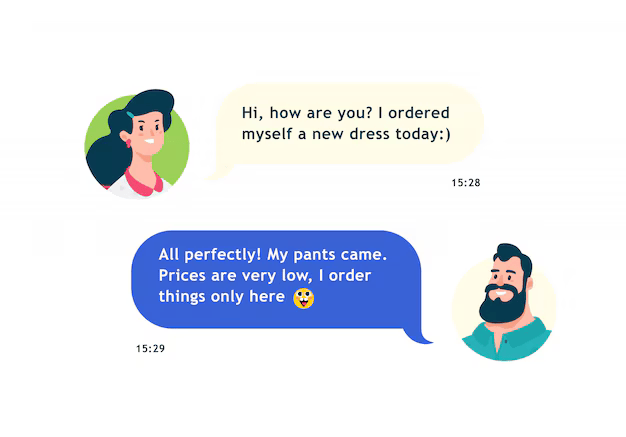 Hi, how are you? I ordered
myself a new dress today:)
15:28
All perfectly! My pants came.
Prices are very low, I order
things only here 🤪
15:29